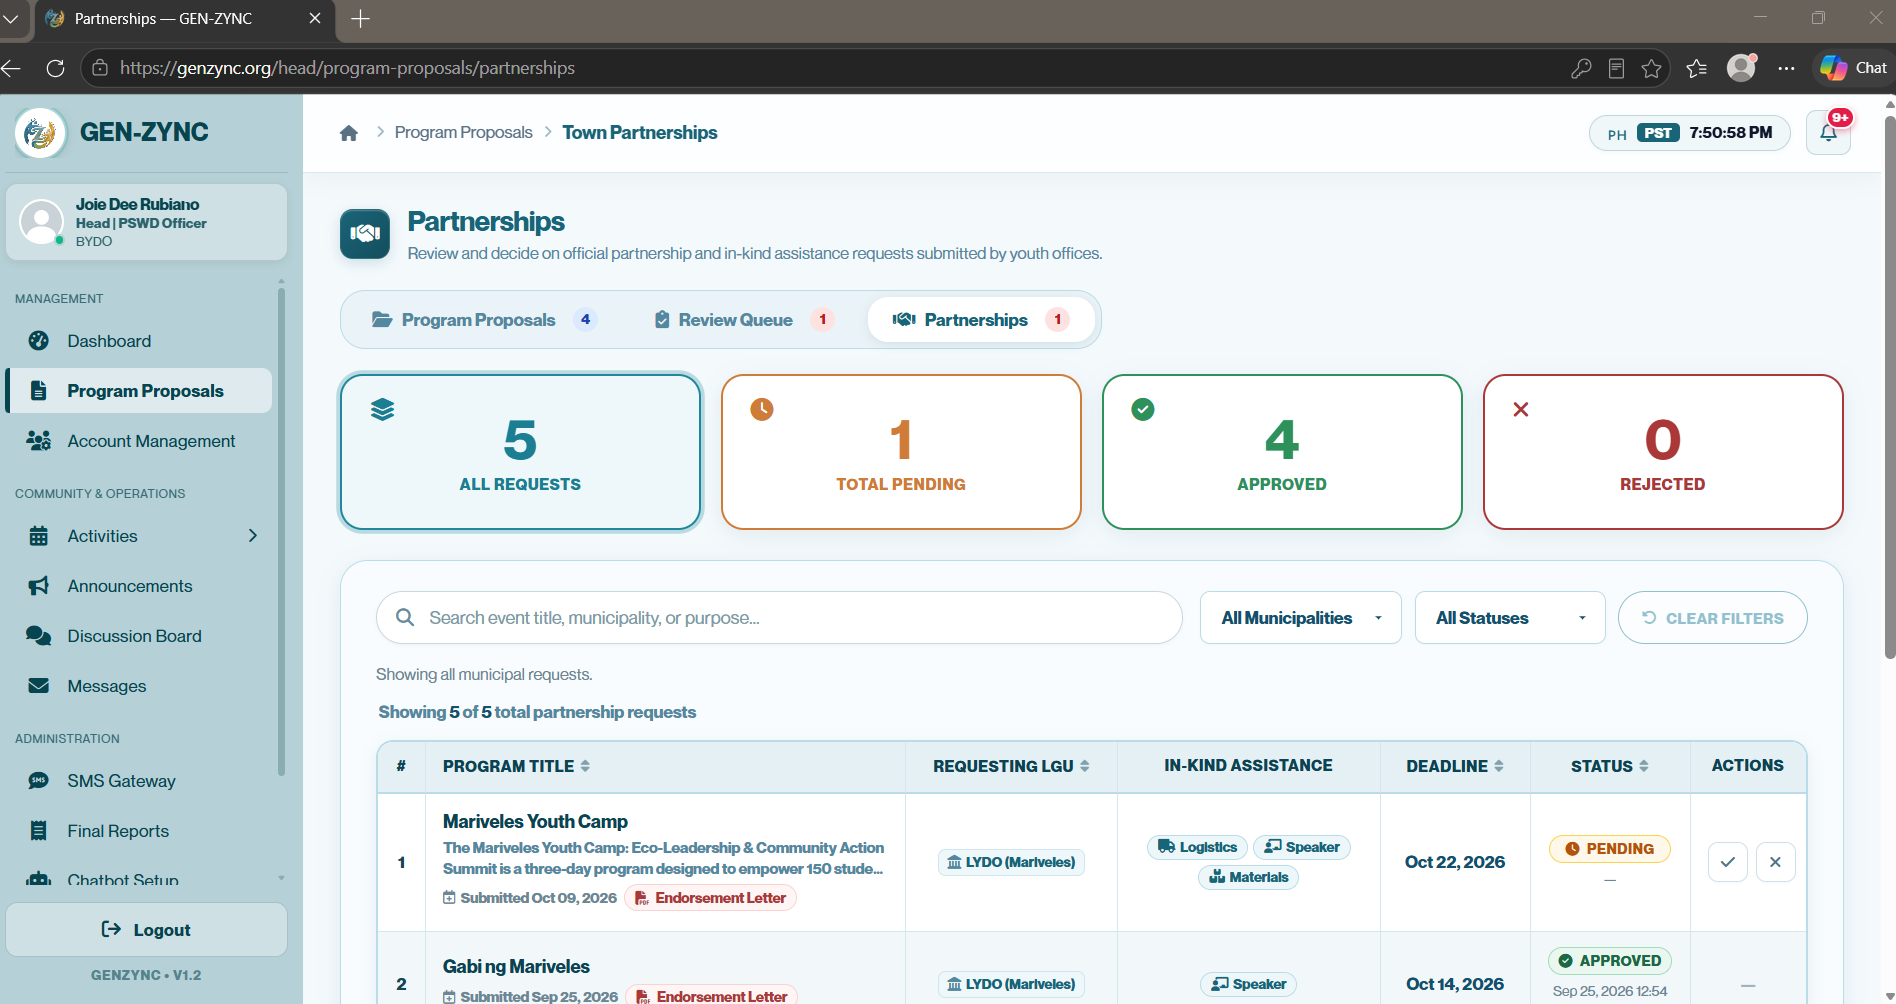 Partnerships — GEN-ZYNC
https://genzync.org/head/program-proposals/partnerships
Chat
GEN-ZYNC
Joie Dee Rubiano
Head | PSWD Officer
BYDO
MANAGEMENT
Dashboard
Program Proposals
Account Management
COMMUNITY & OPERATIONS
Activities
Announcements
Discussion Board
Messages
ADMINISTRATION
SMS Gateway
Final Reports
Chatbot Setup
Logout
GENZYNC • V1.2
Program Proposals
Town Partnerships
PH PST 7:50:58 PM
9+
Partnerships
Review and decide on official partnership and in-kind assistance requests submitted by youth offices.
Program Proposals 4
Review Queue 1
Partnerships 1
5
ALL REQUESTS
1
TOTAL PENDING
4
APPROVED
0
REJECTED
Search event title, municipality, or purpose...
All Municipalities
All Statuses
CLEAR FILTERS
Showing all municipal requests.
Showing 5 of 5 total partnership requests
# PROGRAM TITLE REQUESTING LGU IN-KIND ASSISTANCE DEADLINE STATUS ACTIONS
1
Mariveles Youth Camp
The Mariveles Youth Camp: Eco-Leadership & Community Action
Summit is a three-day program designed to empower 150 stude...
Submitted Oct 09, 2026
PDF
Endorsement Letter
LYDO (Mariveles)
Logistics
Speaker
Materials
Oct 22, 2026
PENDING
—
2
Gabi ng Mariveles
Submitted Sep 25, 2026
PDF
Endorsement Letter
LYDO (Mariveles)
Speaker
Oct 14, 2026
APPROVED
Sep 25, 2026 12:54
—